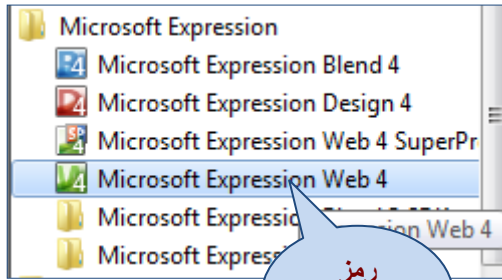 Microsoft Expression
Microsoft Expression Blend 4
Microsoft Expression Design 4
Microsoft Expression Web 4 SuperPr
Microsoft Expression Web 4
Microsoft Expressio
ion Web 4
Microsoft Express
رمز